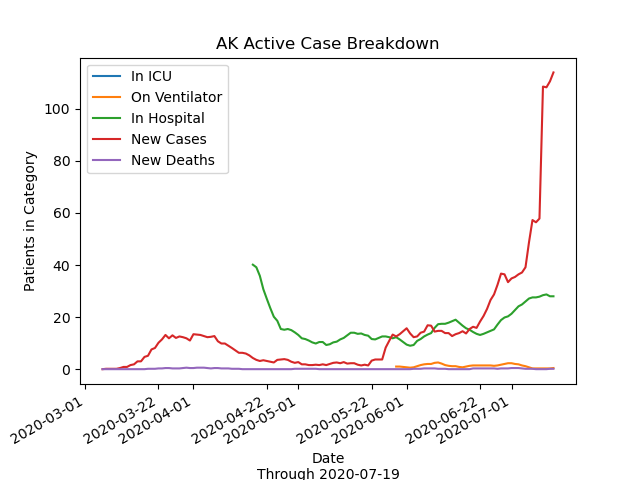 AK Active Case Breakdown
In ICU
On Ventilator
In Hospital
New Cases
New Deaths
Patients in Category
100
80
60
40
20
0
2020-03-01
2020-03-22
2020-04-01
2020-04-22
2020-05-01
2020-05-22
2020-06-01
2020-06-22
2020-07-01
Date
Through 2020-07-19